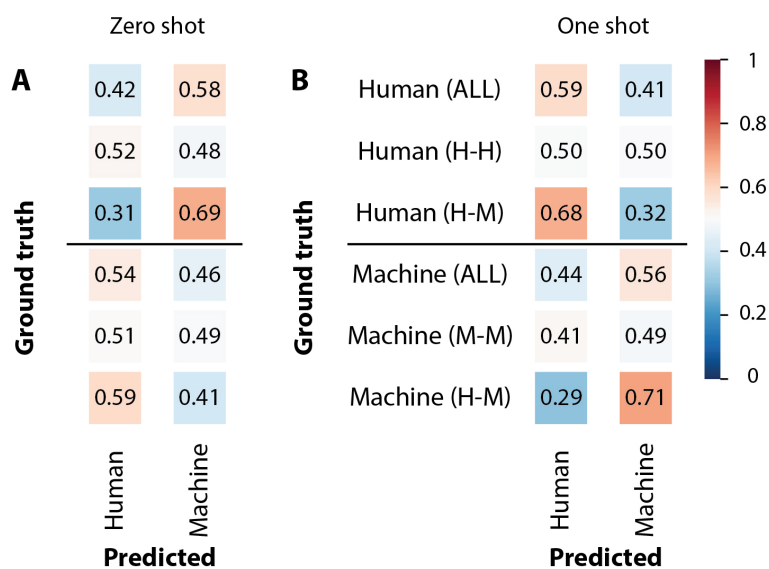 Zero shot
One shot
A
B
1
0.8
0.6
0.4
0.2
0
Ground truth
0.42 0.58
0.52 0.48
0.31 0.69
0.54 0.46
0.51 0.49
0.59 0.41
Human
Machine
Predicted
Ground truth
Human (ALL) 0.59 0.41
Human (H-H) 0.50 0.50
Human (H-M) 0.68 0.32
Machine (ALL) 0.44 0.56
Machine (M-M) 0.41 0.49
Machine (H-M) 0.29 0.71
Human
Machine
Predicted